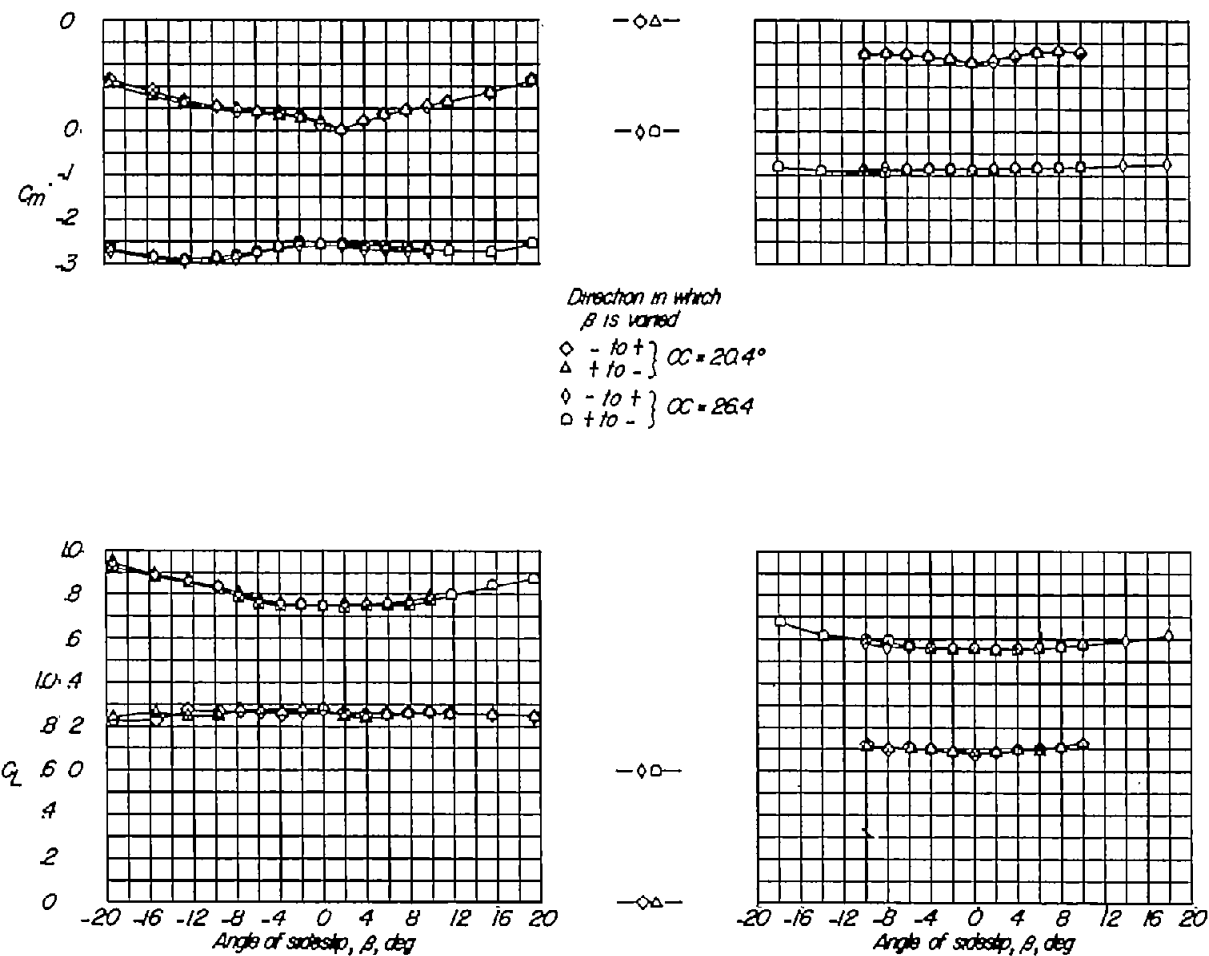 0
0
-.1
Cm
-.2
-.3
Direction in which
β is varied
- to +
+ to -
α = 20.4°
- to +
+ to -
α = 26.4
1.0
.8
.6
1.0 .4
.8 .2
CL .6 0
.4
.2
0
-20 -16 -12 -8 -4 0 4 8 12 16 20
-20 -16 -12 -8 -4 0 4 8 12 16 20
Angle of sideslip, β, deg
Angle of sideslip, β, deg